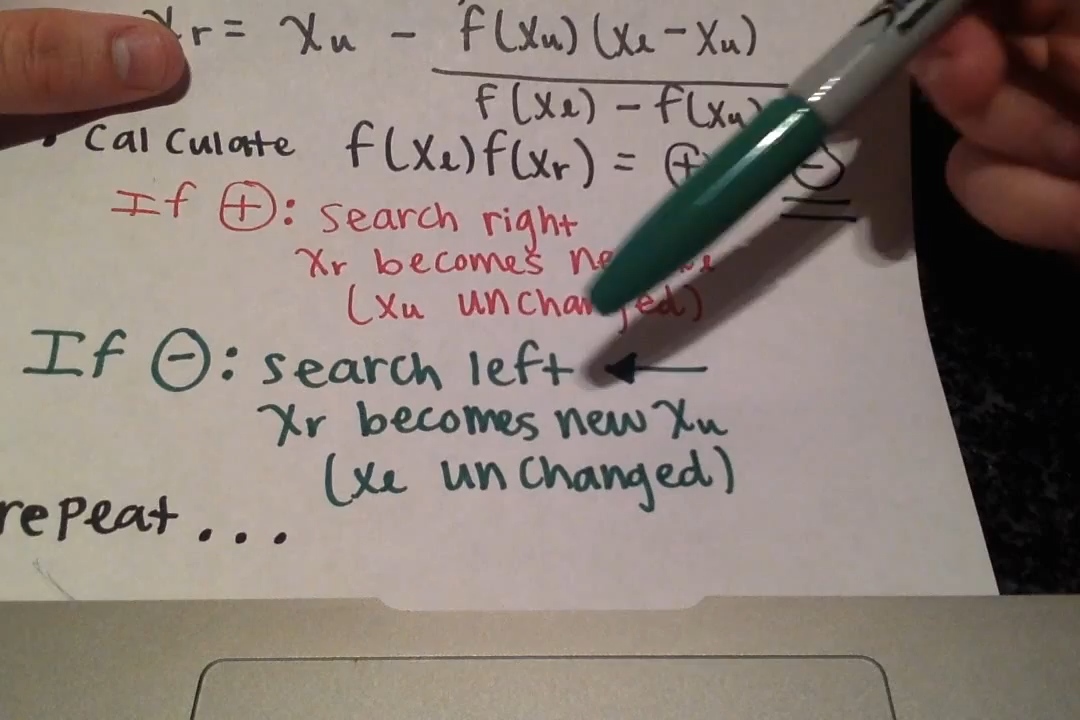 xr = xu - f(xu)(xl-xu)
f(xl) - f(xu)
• Calculate f(xl)f(xr) = ⊕ ⊖
If ⊕: search right
xr becomes
(xu unchanged)
If ⊖: search left ←
xr becomes new xu
(xl unchanged)
repeat...